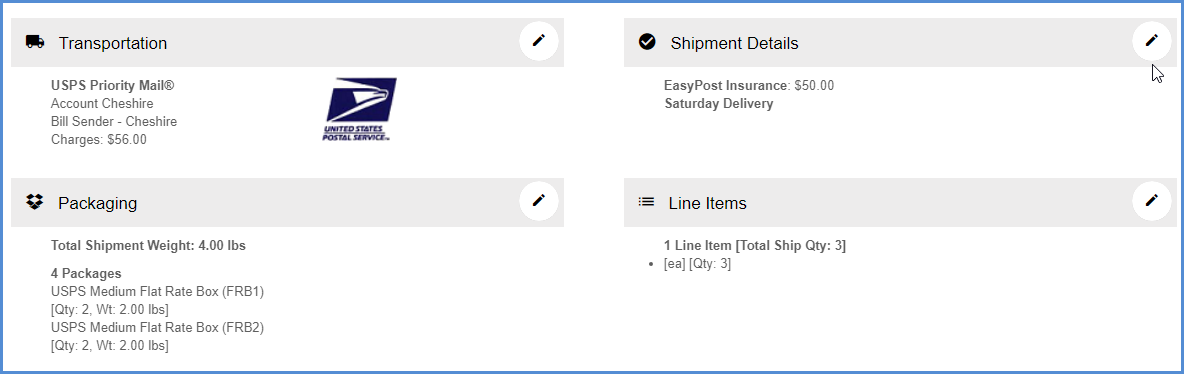 Transportation
USPS Priority Mail®
Account Cheshire
Bill Sender - Cheshire
Charges: $56.00
UNITED STATES
POSTAL SERVICE™
Shipment Details
EasyPost Insurance: $50.00
Saturday Delivery
Packaging
Total Shipment Weight: 4.00 lbs
4 Packages
USPS Medium Flat Rate Box (FRB1)
[Qty: 2, Wt: 2.00 lbs]
USPS Medium Flat Rate Box (FRB2)
[Qty: 2, Wt: 2.00 lbs]
Line Items
1 Line Item [Total Ship Qty: 3]
• [ea] [Qty: 3]